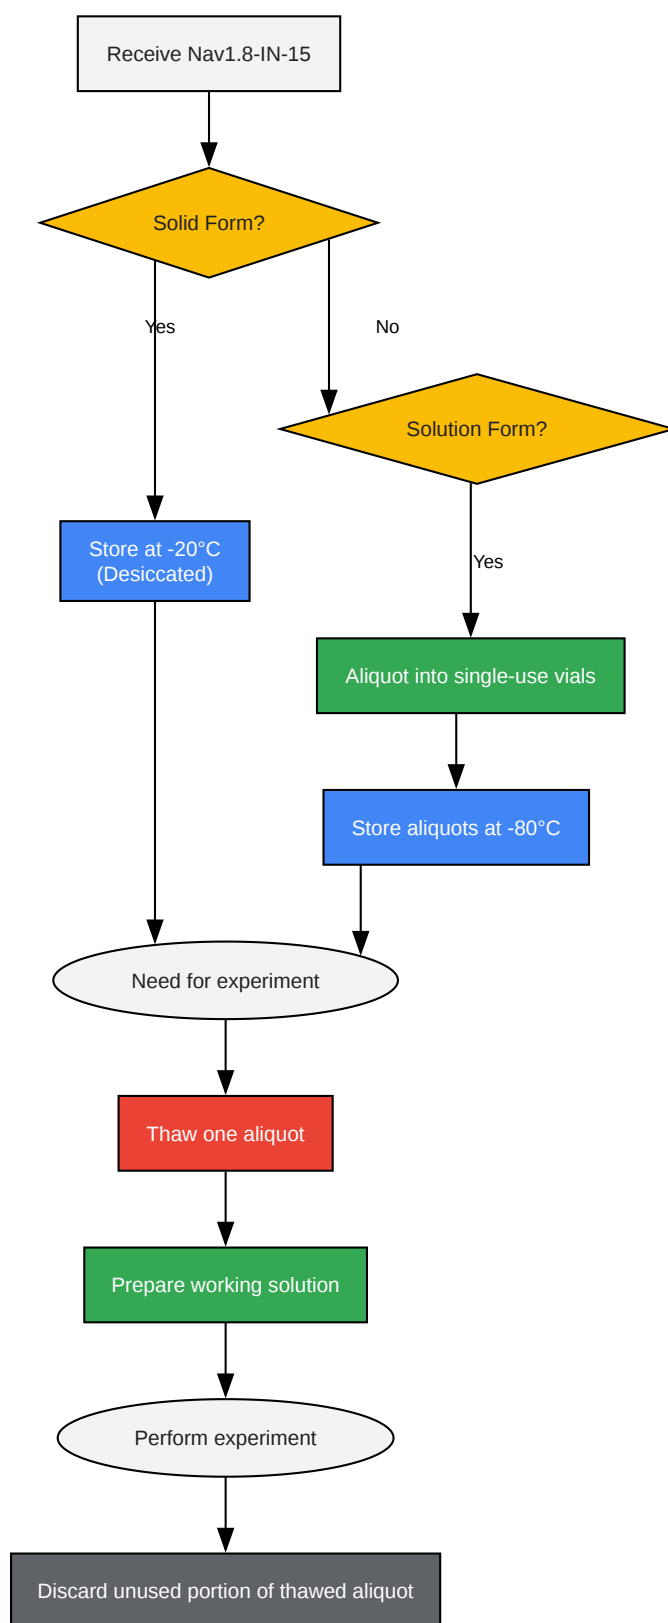 Receive Nav1.8-IN-15
Solid Form?
Yes
No
Solution Form?
Store at -20°C
(Desiccated)
Yes
Aliquot into single-use vials
Store aliquots at -80°C
Need for experiment
Thaw one aliquot
Prepare working solution
Perform experiment
Discard unused portion of thawed aliquot